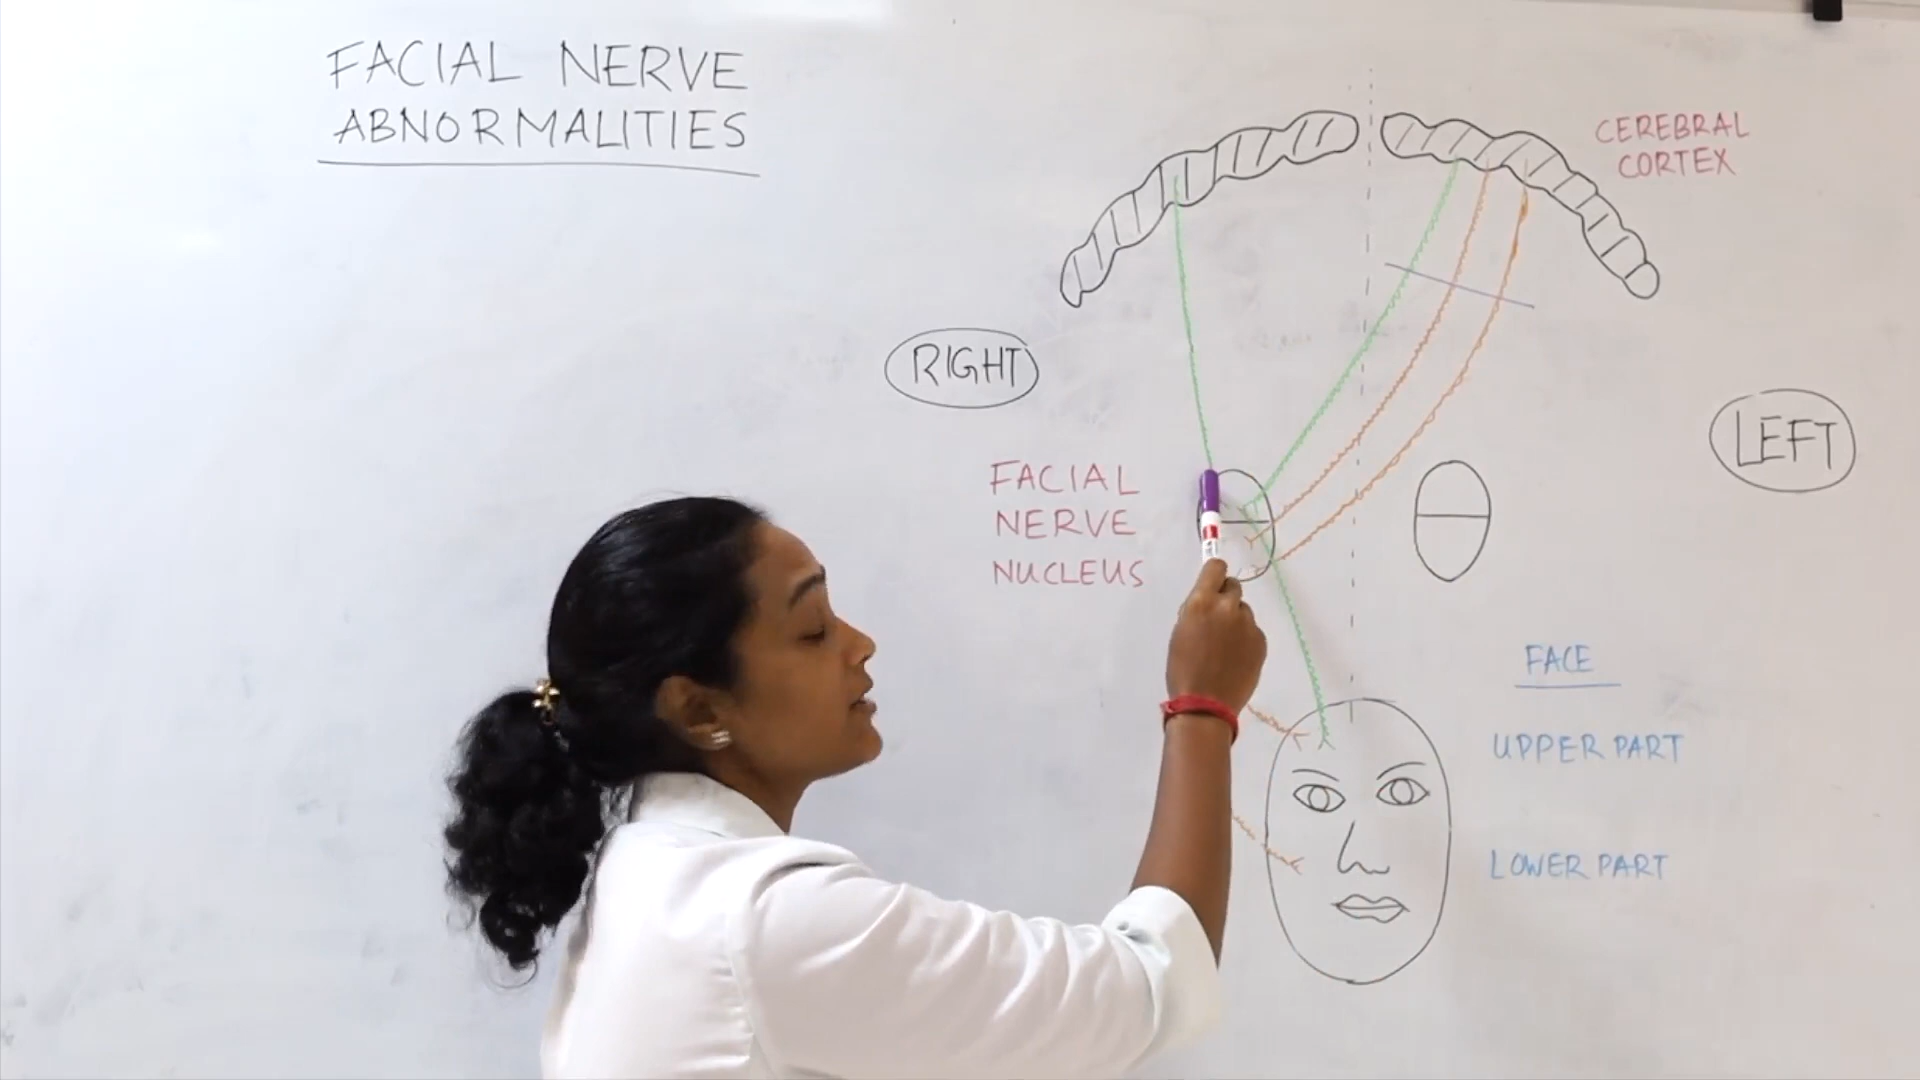 FACIAL NERVE
ABNORMALITIES
CEREBRAL
CORTEX
RIGHT
LEFT
FACIAL
NERVE
NUCLEUS
FACE
UPPER PART
LOWER PART